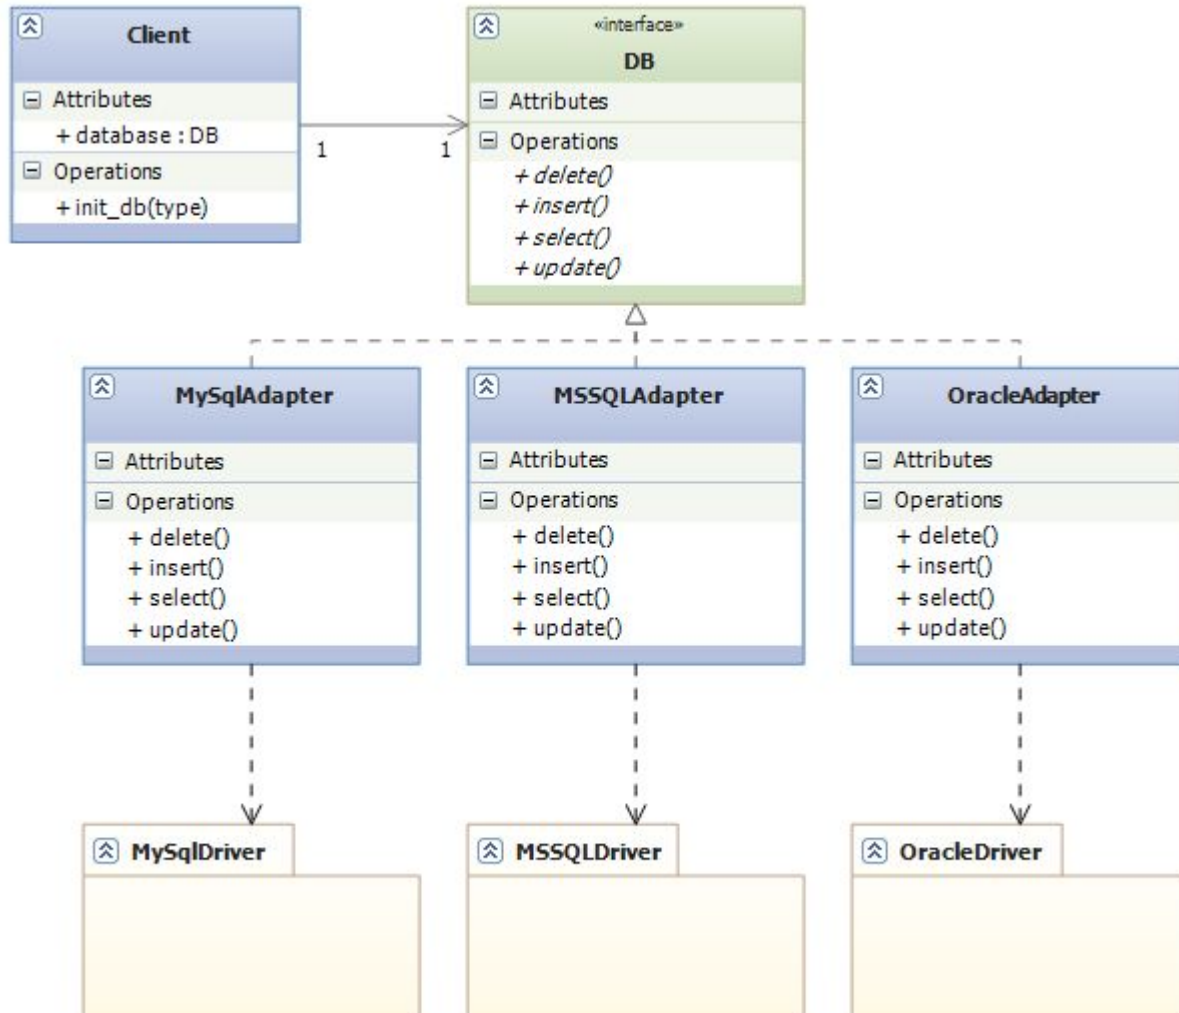 Client
Attributes
+ database : DB
Operations
+ init_db(type)
1
1
«interface»
DB
Attributes
Operations
+ delete()
+ insert()
+ select()
+ update()
MySqlAdapter
Attributes
Operations
+ delete()
+ insert()
+ select()
+ update()
MSSQLAdapter
Attributes
Operations
+ delete()
+ insert()
+ select()
+ update()
OracleAdapter
Attributes
Operations
+ delete()
+ insert()
+ select()
+ update()
MySqlDriver
MSSQLDriver
OracleDriver